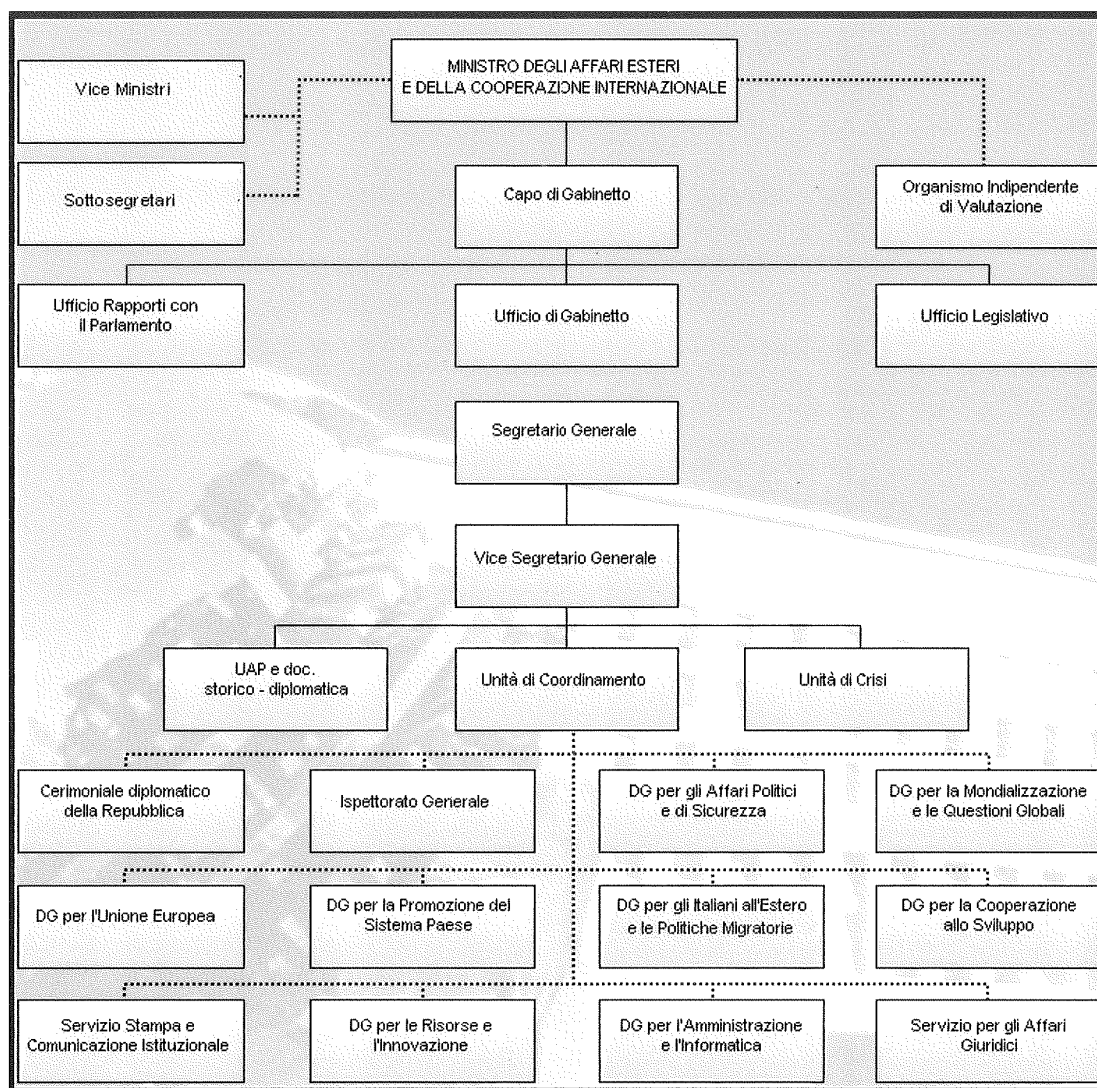 MINISTRO DEGLI AFFARI ESTERI
E DELLA COOPERAZIONE INTERNAZIONALE
Vice Ministri
Sottosegretari
Capo di Gabinetto
Organismo Indipendente
di Valutazione
Ufficio Rapporti con
il Parlamento
Ufficio di Gabinetto
Ufficio Legislativo
Segretario Generale
Vice Segretario Generale
UAP e doc.
storico - diplomatica
Unità di Coordinamento
Unità di Crisi
Cerimoniale diplomatico
della Repubblica
Ispettorato Generale
DG per gli Affari Politici
e di Sicurezza
DG per la Mondializzazione
e le Questioni Globali
DG per l'Unione Europea
DG per la Promozione del
Sistema Paese
DG per gli Italiani all'Estero
e le Politiche Migratorie
DG per la Cooperazione
allo Sviluppo
Servizio Stampa e
Comunicazione Istituzionale
DG per le Risorse e
l'Innovazione
DG per l'Amministrazione
e l'Informatica
Servizio per gli Affari
Giuridici